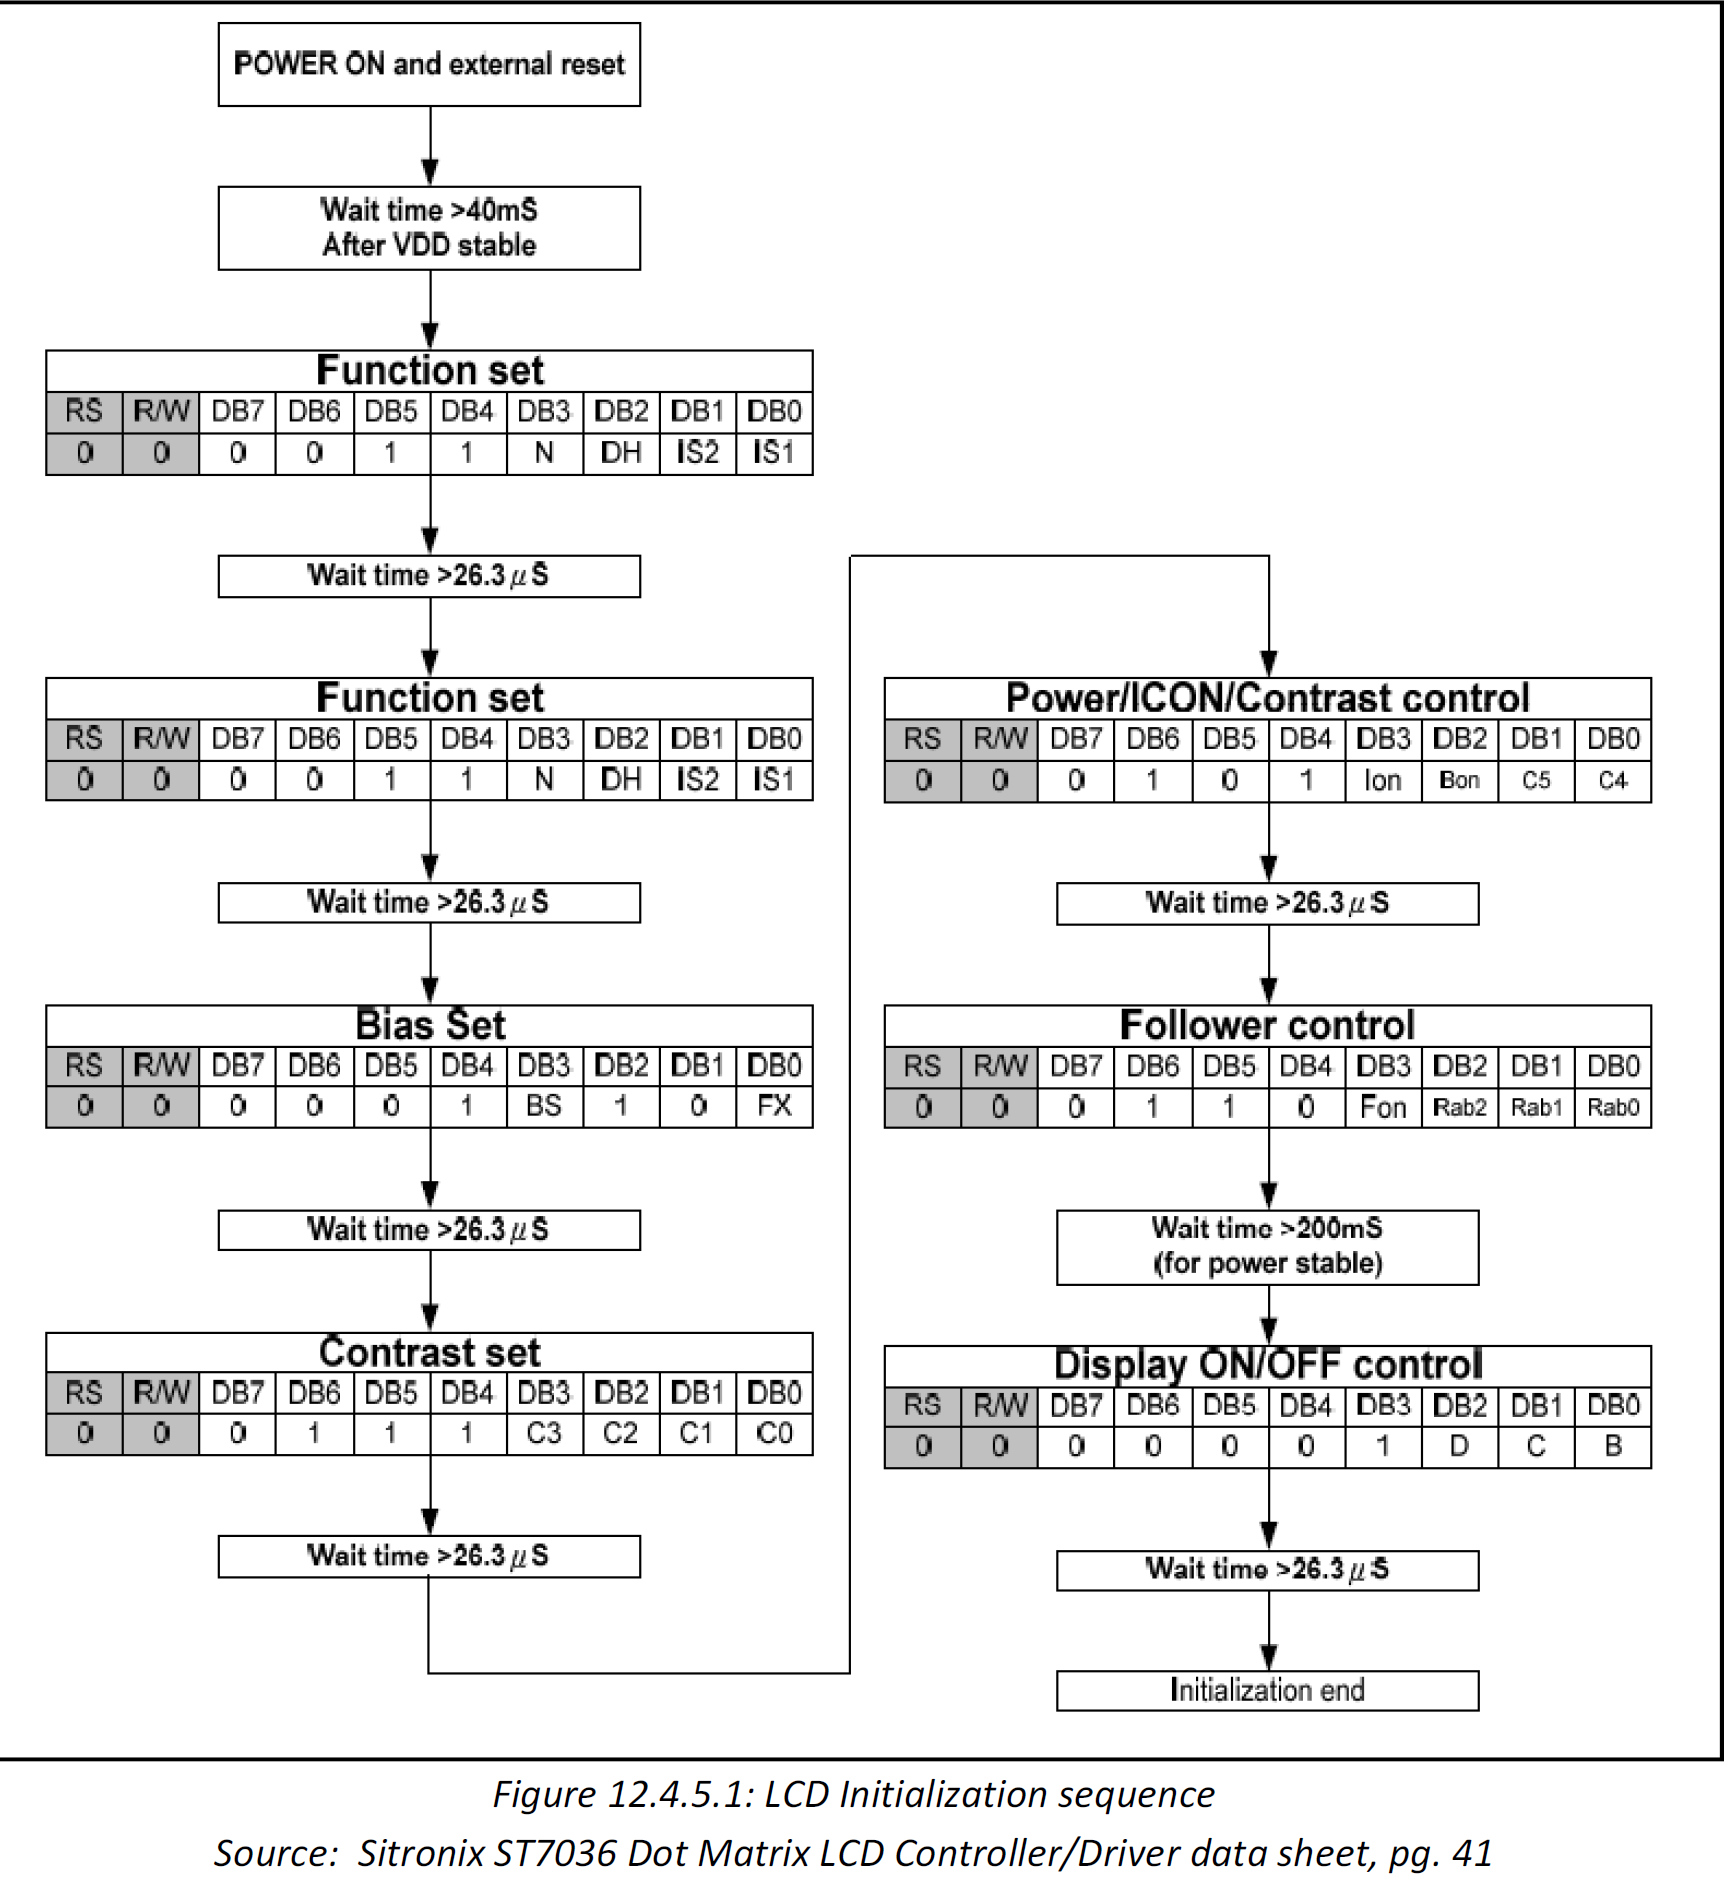 POWER ON and external reset
Wait time >40mS
After VDD stable
Function set
RS R/W DB7 DB6 DB5 DB4 DB3 DB2 DB1 DB0
0 0 0 0 1 1 N DH IS2 IS1
Wait time >26.3μS
Function set
RS R/W DB7 DB6 DB5 DB4 DB3 DB2 DB1 DB0
0 0 0 0 1 1 N DH IS2 IS1
Wait time >26.3μS
Bias Set
RS R/W DB7 DB6 DB5 DB4 DB3 DB2 DB1 DB0
0 0 0 0 0 1 BS 1 0 FX
Wait time >26.3μS
Contrast set
RS R/W DB7 DB6 DB5 DB4 DB3 DB2 DB1 DB0
0 0 0 1 1 1 C3 C2 C1 C0
Wait time >26.3μS
Power/ICON/Contrast control
RS R/W DB7 DB6 DB5 DB4 DB3 DB2 DB1 DB0
0 0 0 1 0 1 Ion Bon C5 C4
Wait time >26.3μS
Follower control
RS R/W DB7 DB6 DB5 DB4 DB3 DB2 DB1 DB0
0 0 0 1 1 0 Fon Rab2 Rab1 Rab0
Wait time >200mS
(for power stable)
Display ON/OFF control
RS R/W DB7 DB6 DB5 DB4 DB3 DB2 DB1 DB0
0 0 0 0 0 0 1 D C B
Wait time >26.3μS
Initialization end
Figure 12.4.5.1: LCD Initialization sequence
Source: Sitronix ST7036 Dot Matrix LCD Controller/Driver data sheet, pg. 41